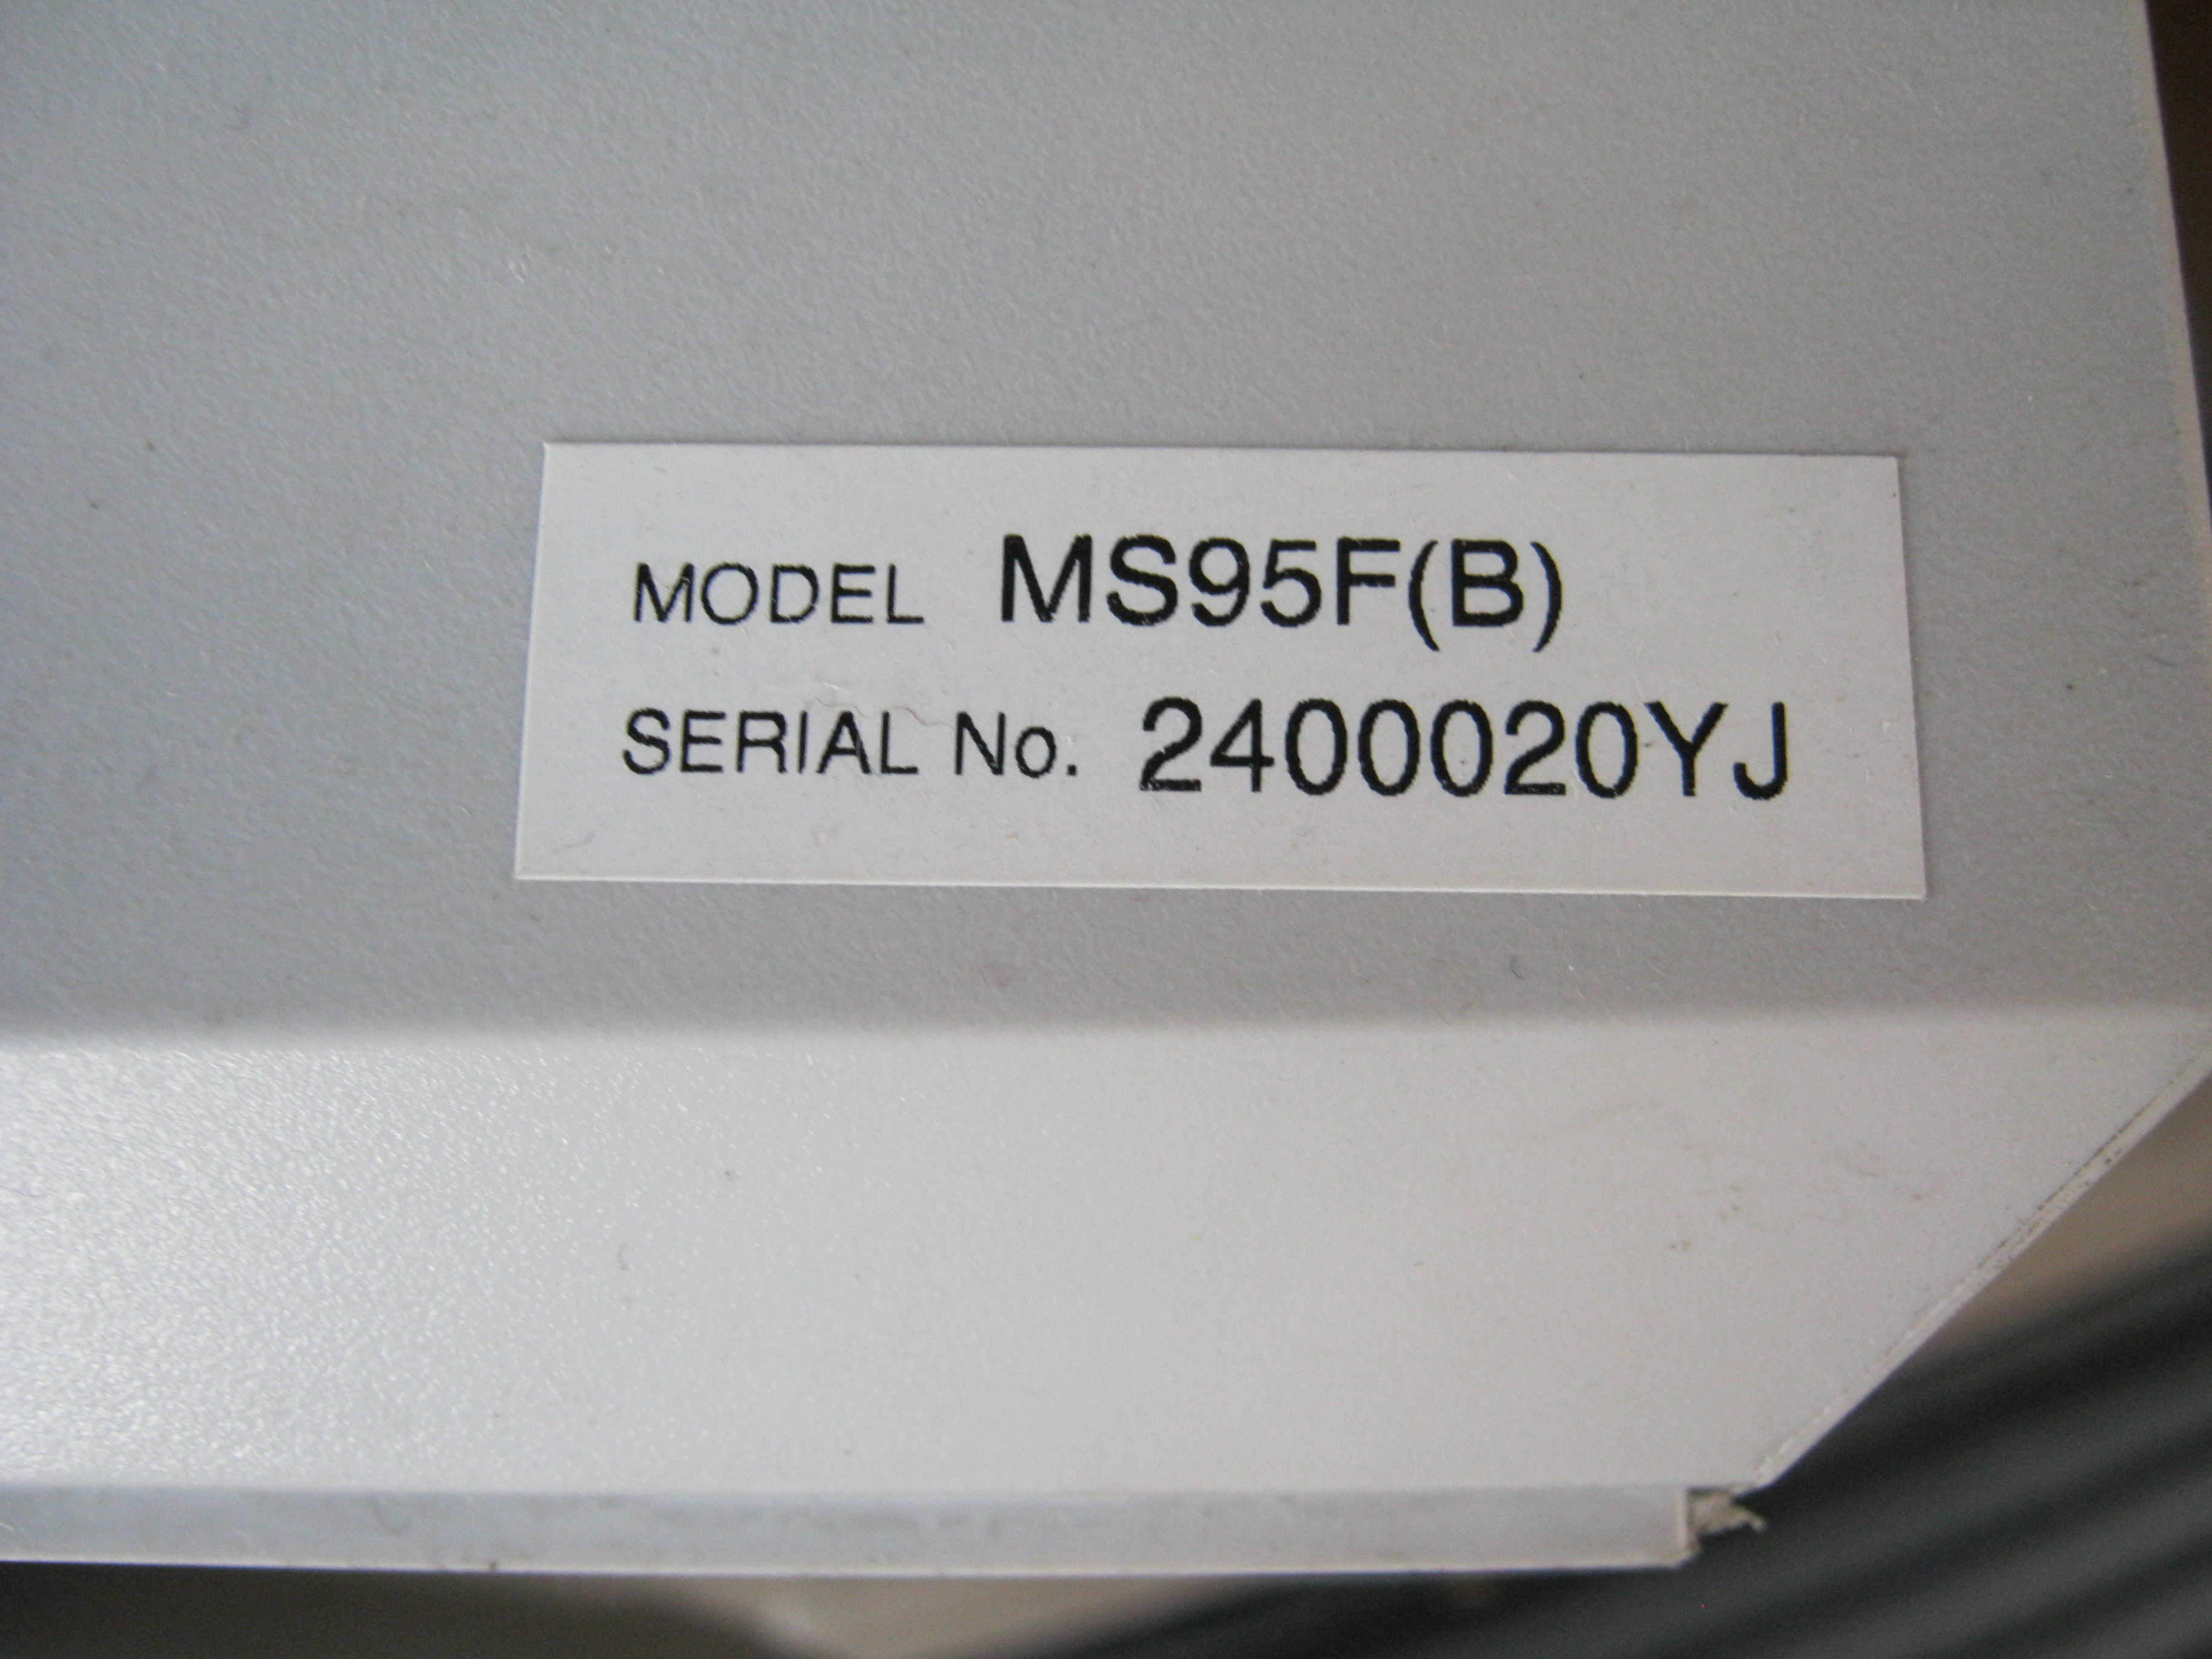 MODEL MS95F(B)
SERIAL No. 2400020YJ